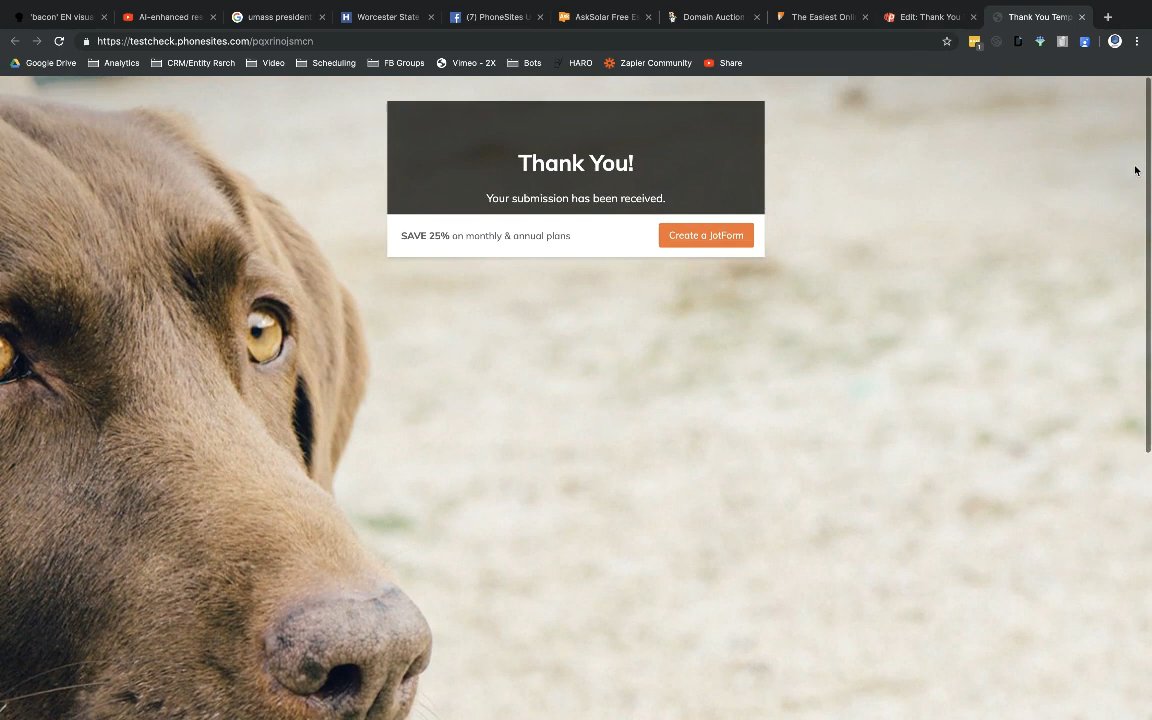 'bacon' EN visua
AI-enhanced res
umass president
Worcester State
(7) PhoneSites U
AskSolar Free E
Domain Auction
The Easiest Onli
Edit: Thank You
Thank You Temp
https://testcheck.phonesites.com/pqxrinojsmcn
Google Drive
Analytics
CRM/Entity Rsrch
Video
Scheduling
FB Groups
Vimeo - 2X
Bots
HARO
Zapier Community
Share
Thank You!
Your submission has been received.
SAVE 25% on monthly & annual plans
Create a JotForm